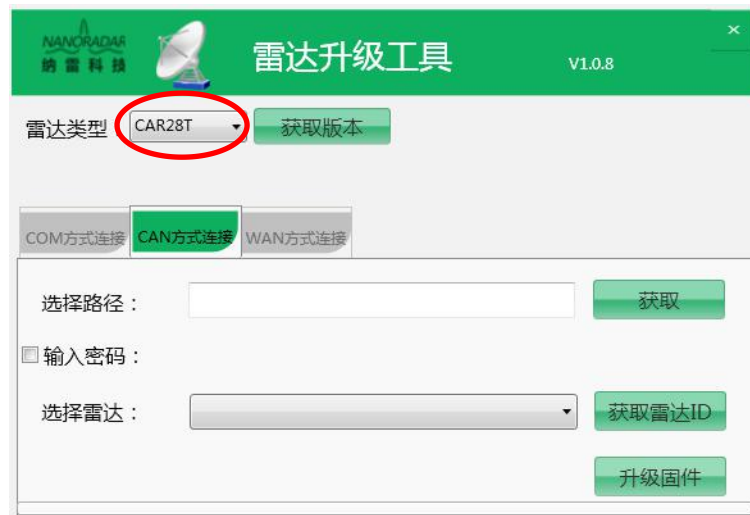 NANORADAR
纳雷科技
雷达升级工具
V1.0.8
×
雷达类型：
CAR28T
获取版本
COM方式连接
CAN方式连接
WAN方式连接
选择路径：
获取
输入密码：
选择雷达：
获取雷达ID
升级固件